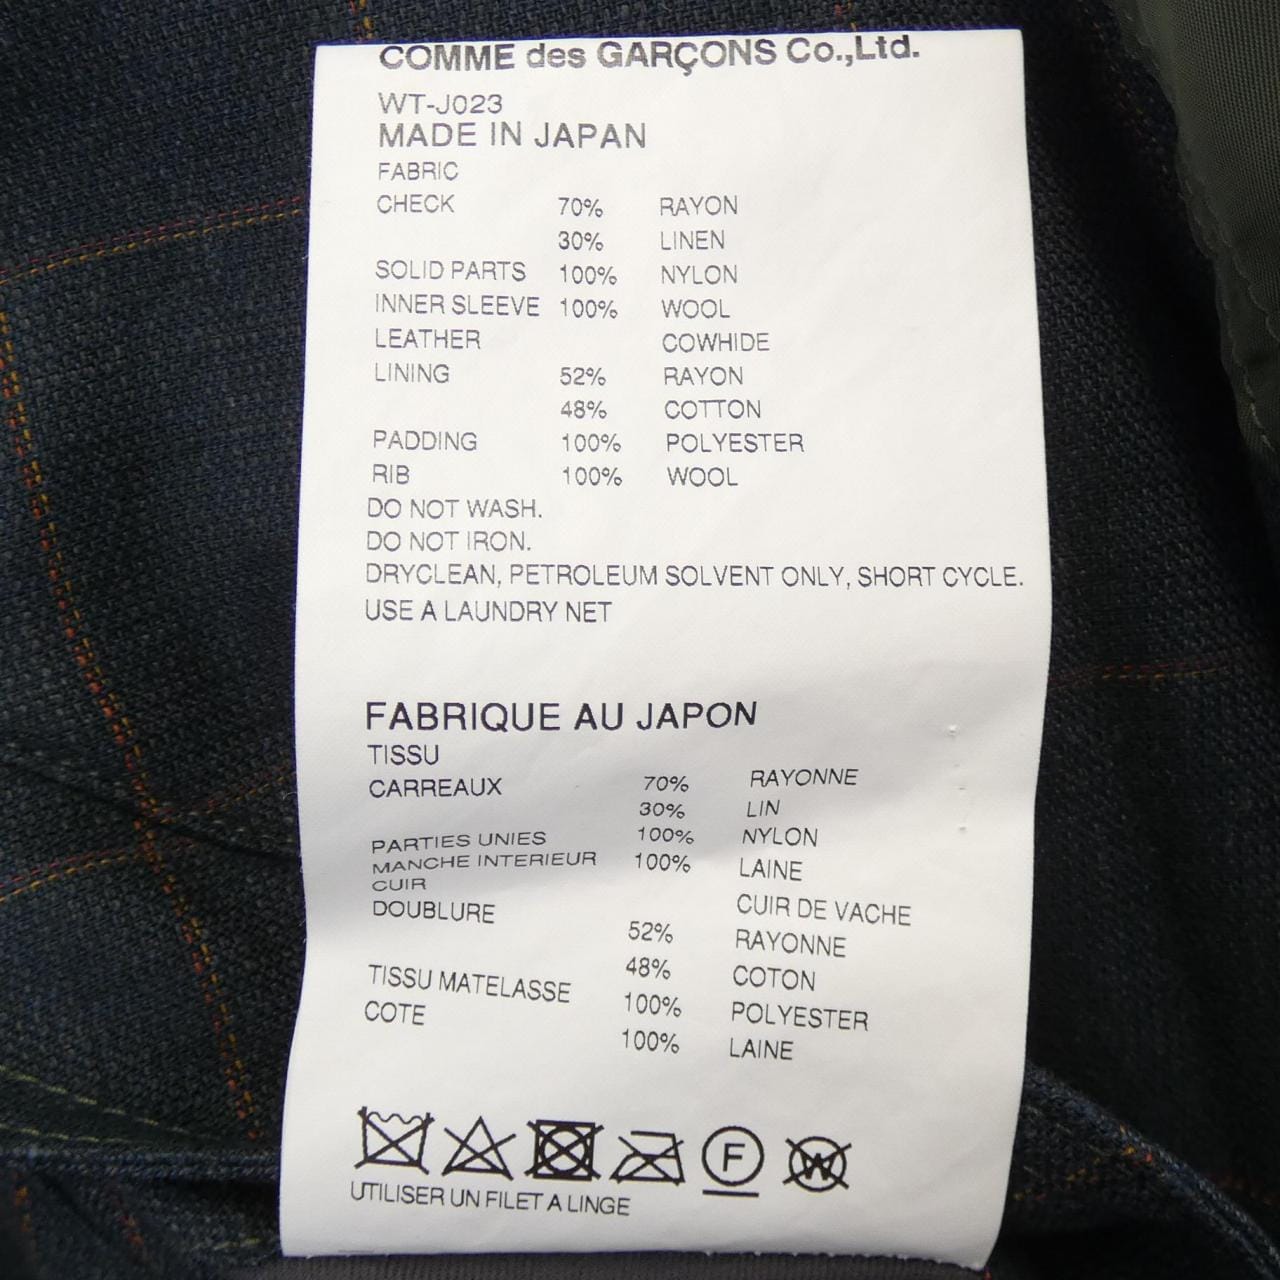 COMME des GARÇONS Co.,Ltd.
WT-J023
MADE IN JAPAN
FABRIC
CHECK 70% RAYON
30% LINEN
SOLID PARTS 100% NYLON
INNER SLEEVE 100% WOOL
LEATHER COWHIDE
LINING 52% RAYON
48% COTTON
PADDING 100% POLYESTER
RIB 100% WOOL
DO NOT WASH.
DO NOT IRON.
DRYCLEAN, PETROLEUM SOLVENT ONLY, SHORT CYCLE.
USE A LAUNDRY NET
FABRIQUE AU JAPON
TISSU
CARREAUX 70% RAYONNE
30% LIN
PARTIES UNIES 100% NYLON
MANCHE INTERIEUR 100% LAINE
CUIR CUIR DE VACHE
DOUBLURE 52% RAYONNE
48% COTON
TISSU MATELASSE 100% POLYESTER
COTE 100% LAINE
F W
UTILISER UN FILET A LINGE